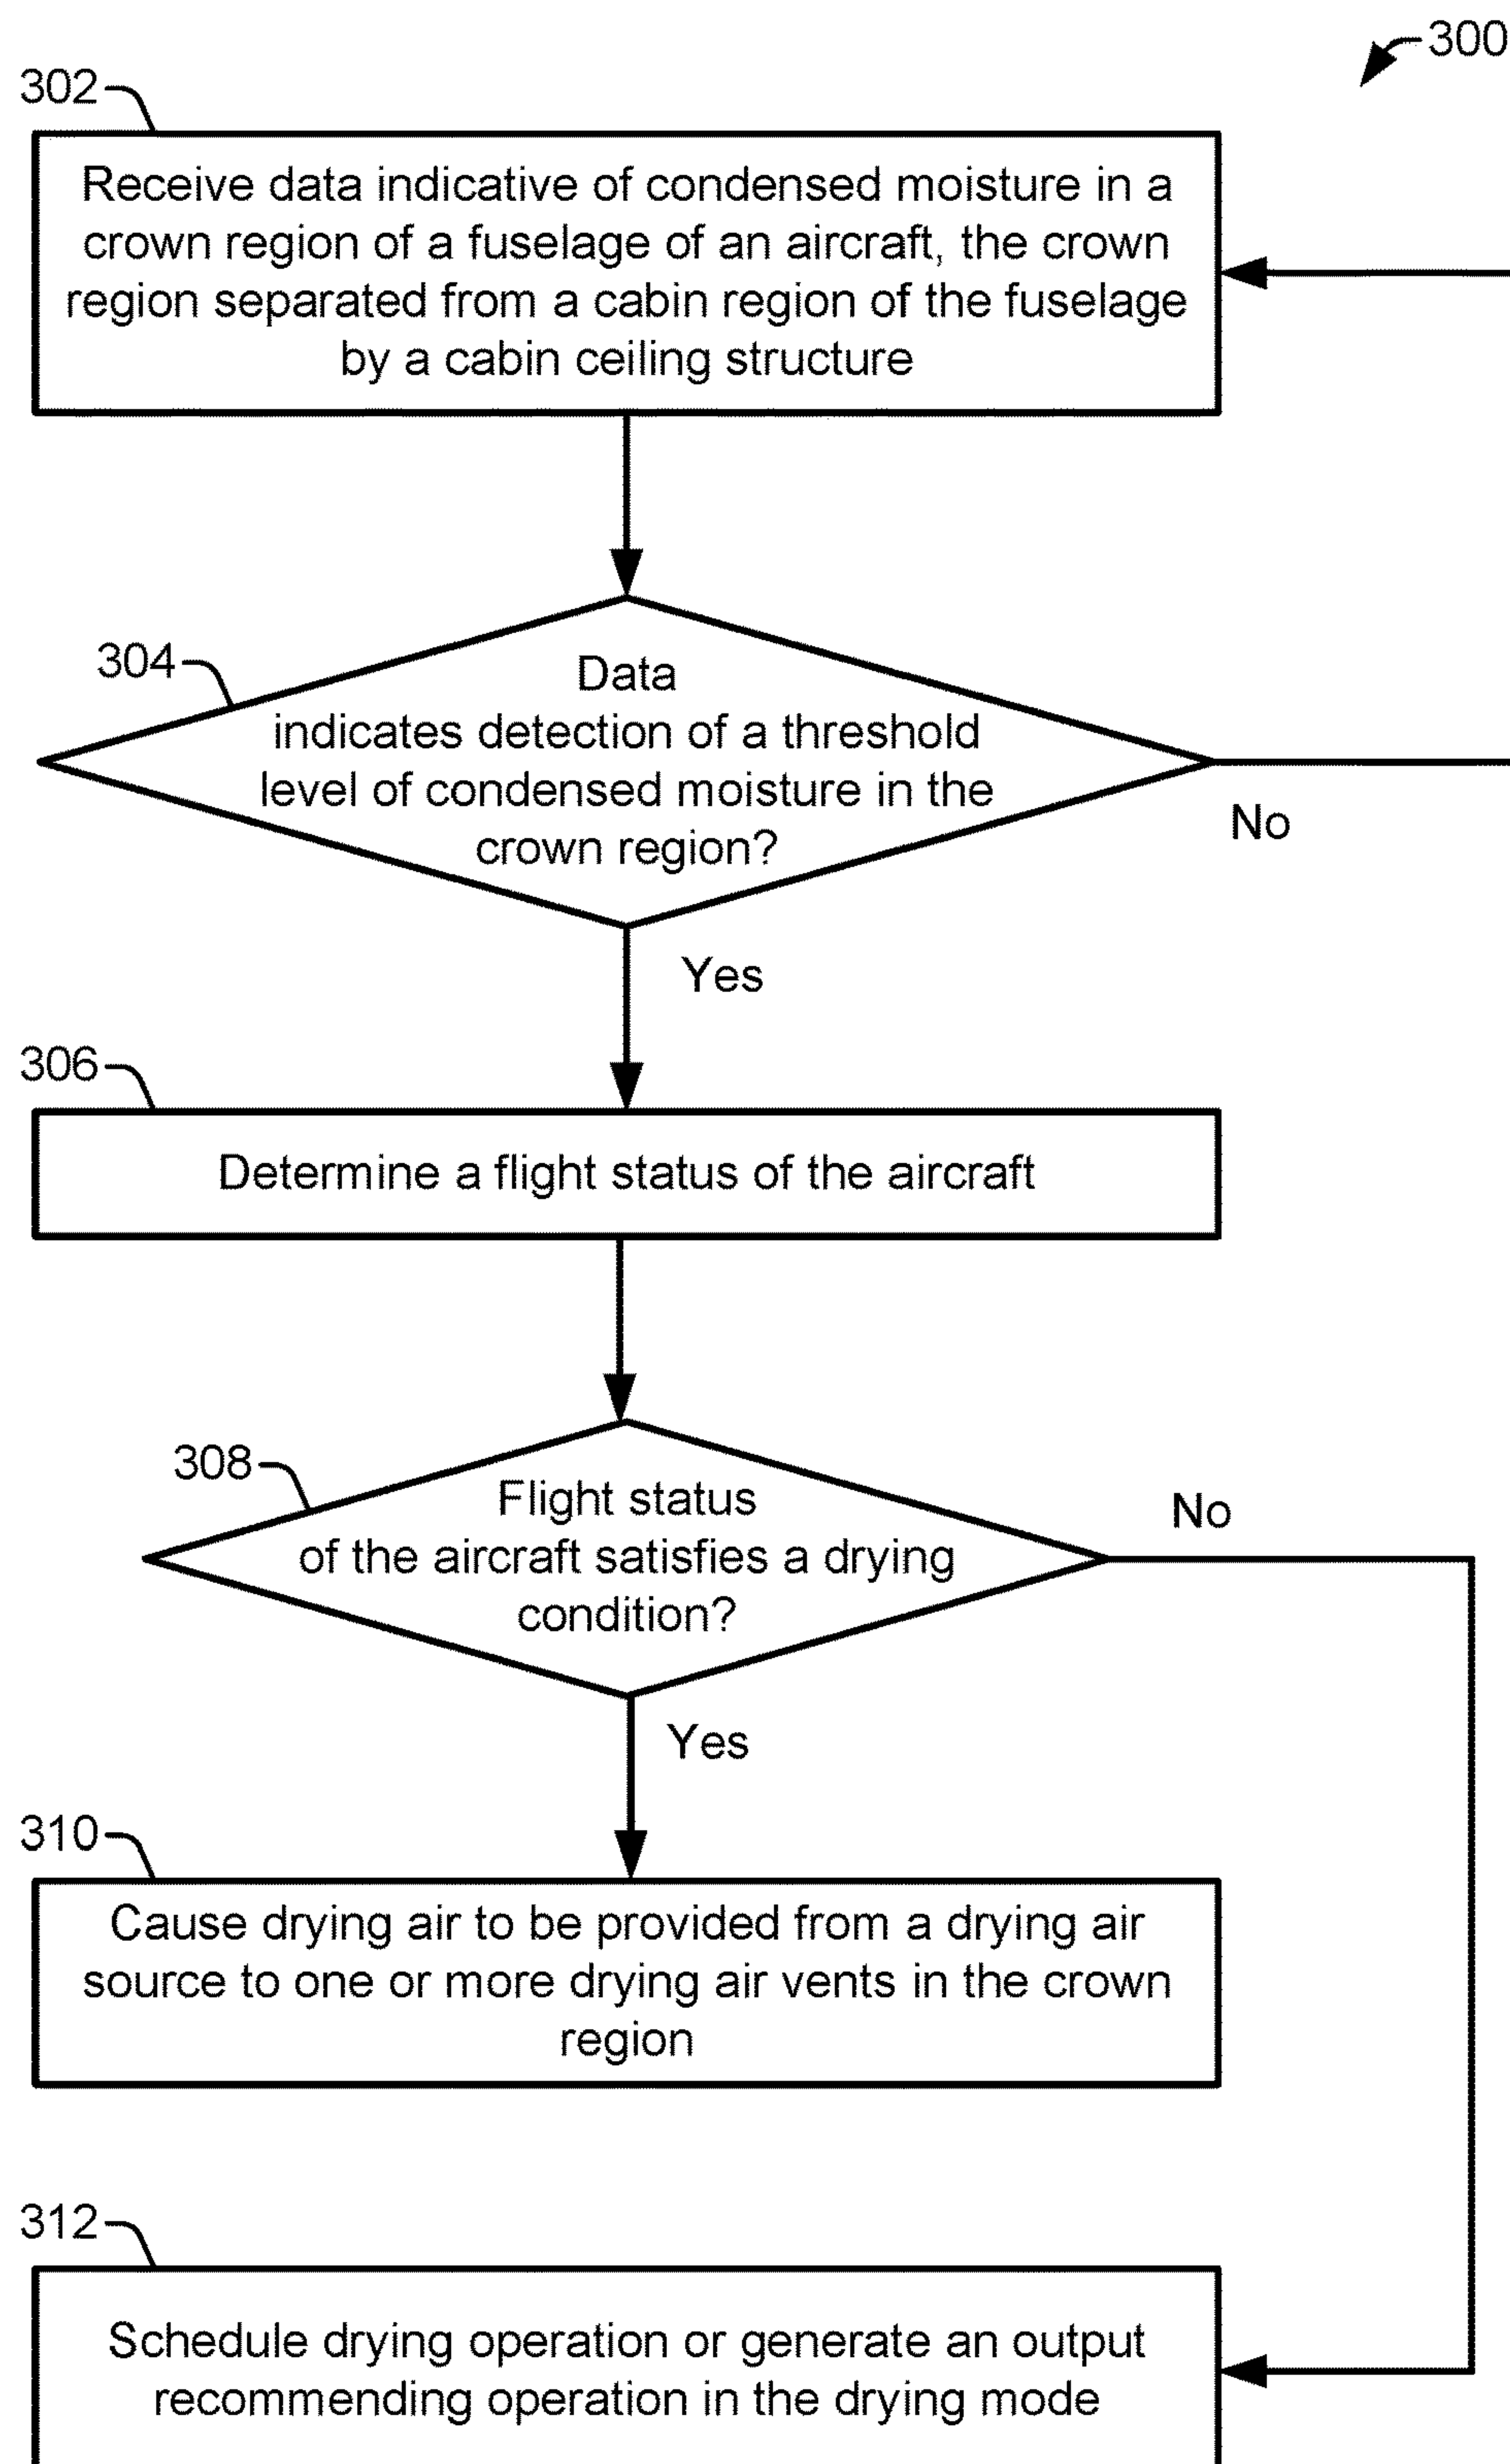 300
302
Receive data indicative of condensed moisture in a
crown region of a fuselage of an aircraft, the crown
region separated from a cabin region of the fuselage
by a cabin ceiling structure
304
Data
indicates detection of a threshold
level of condensed moisture in the
crown region?
No
Yes
306
Determine a flight status of the aircraft
308
Flight status
of the aircraft satisfies a drying
condition?
No
Yes
310
Cause drying air to be provided from a drying air
source to one or more drying air vents in the crown
region
312
Schedule drying operation or generate an output
recommending operation in the drying mode